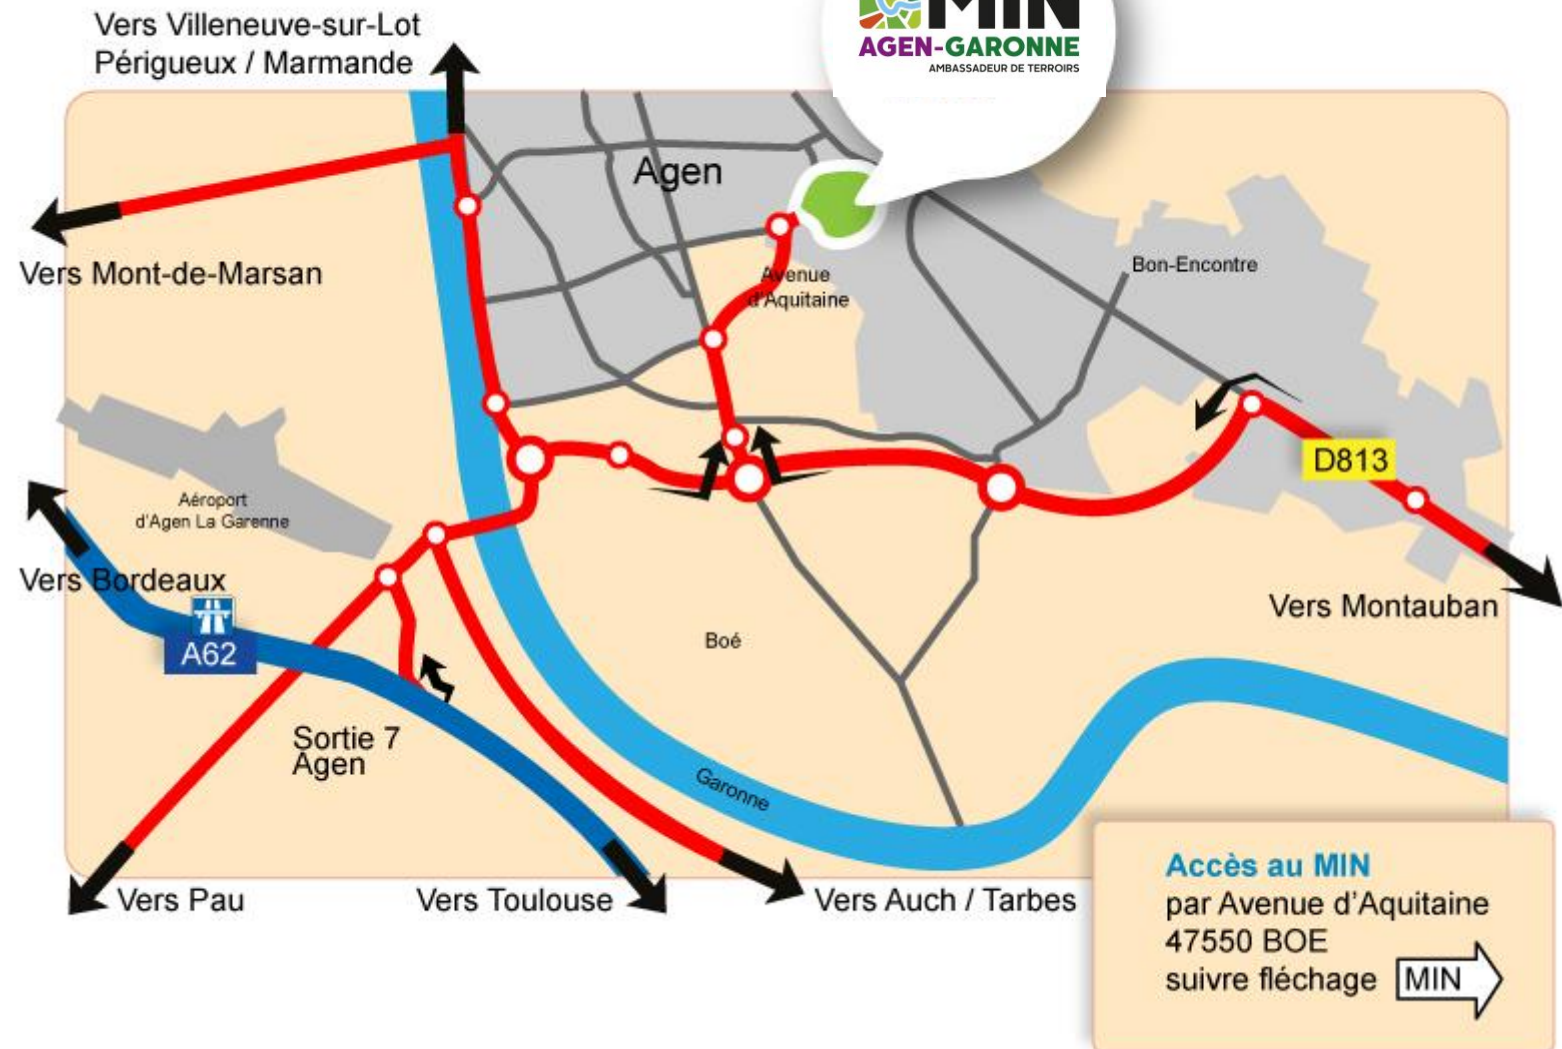 Vers Villeneuve-sur-Lot
Périgueux / Marmande
MIN
AGEN-GARONNE
AMBASSADEUR DE TERROIRS
Agen
Vers Mont-de-Marsan
Avenue
d'Aquitaine
Bon-Encontre
D813
Aéroport
d'Agen La Garenne
Vers Bordeaux
A62
Vers Montauban
Boé
Sortie 7
Agen
Garonne
Vers Pau
Vers Toulouse
Vers Auch / Tarbes
Accès au MIN
par Avenue d'Aquitaine
47550 BOE
suivre fléchage MIN